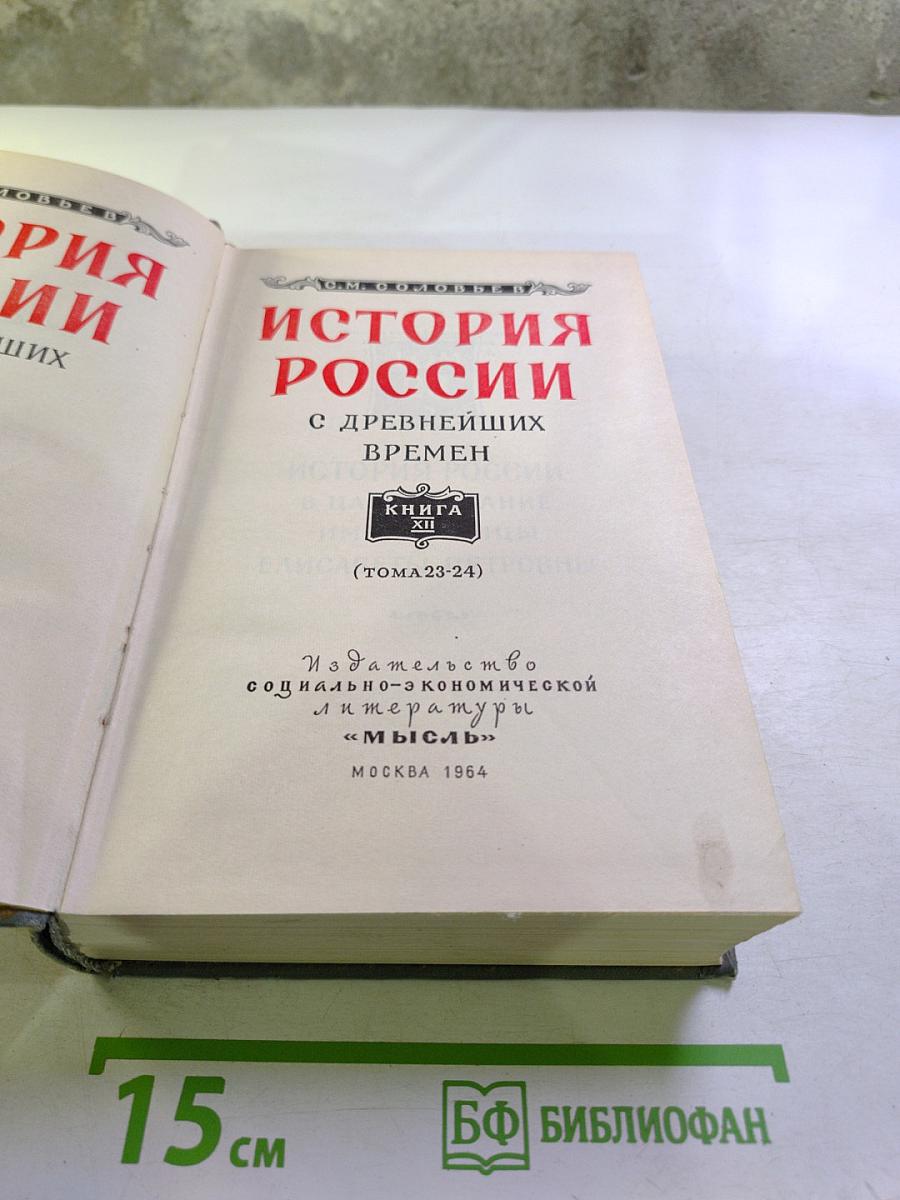 ОРИЯ
ИИ
ШИХ
С.М. СОЛОВЬЕВ
ИСТОРИЯ
РОССИИ
С ДРЕВНЕЙШИХ
ВРЕМЕН
КНИГА
XII
(ТОМА 23-24)
Издательство
социально-экономической
литературы
«МЫСЛЬ»
МОСКВА 1964
15 см
БФ БИБЛИОФАН